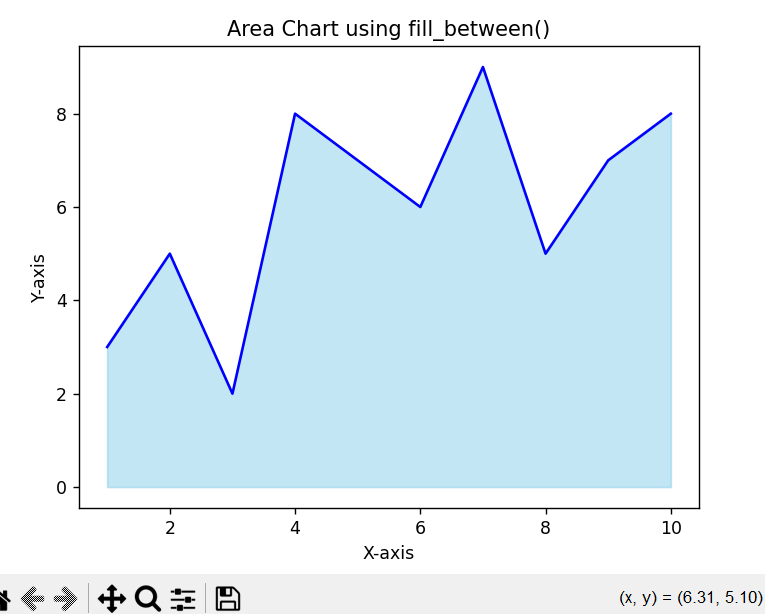 Area Chart using fill_between()
8
6
4
2
0
Y-axis
2 4 6 8 10
X-axis
(x, y) = (6.31, 5.10)